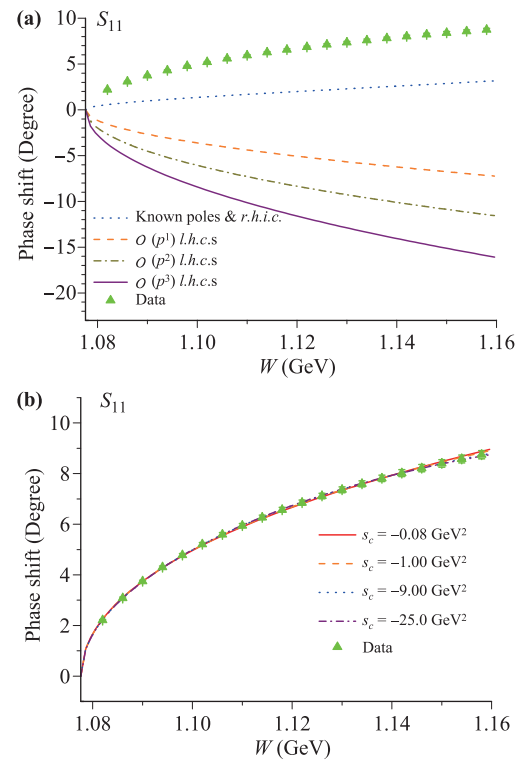 (a)
S11
10
5
0
−5
−10
−15
−20
Phase shift (Degree)
Known poles & r.h.i.c.
O (p¹) l.h.c.s
O (p²) l.h.c.s
O (p³) l.h.c.s
Data
1.08 1.10 1.12 1.14 1.16
W (GeV)
(b)
S11
10
8
6
4
2
0
Phase shift (Degree)
sc = −0.08 GeV²
sc = −1.00 GeV²
sc = −9.00 GeV²
sc = −25.0 GeV²
Data
1.08 1.10 1.12 1.14 1.16
W (GeV)